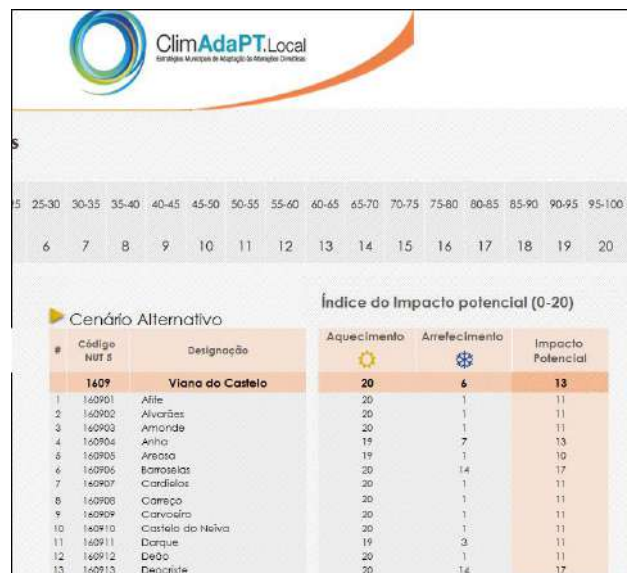 ClimAdaPT.Local
Estratégias Municipais de Adaptação às Alterações Climáticas
s
25 25-30 30-35 35-40 40-45 45-50 50-55 55-60 60-65 65-70 70-75 75-80 80-85 85-90 90-95 95-100
6 7 8 9 10 11 12 13 14 15 16 17 18 19 20
Índice do Impacto potencial (0-20)
Cenário Alternativo
# Código NUT 5 Designação Aquecimento Arrefecimento Impacto Potencial
1609 Viana do Castelo 20 6 13
1 160901 Afife 20 1 11
2 160902 Alvarães 20 1 11
3 160903 Amonde 20 1 11
4 160904 Anha 19 7 13
5 160905 Areosa 19 1 10
6 160906 Barroselas 20 14 17
7 160907 Cardielos 20 1 11
8 160908 Carreço 20 1 11
9 160909 Carvoeiro 20 1 11
10 160910 Castelo do Neiva 20 1 11
11 160911 Darque 19 3 11
12 160912 Deão 20 1 11
13 160913 Deocriste 20 14 17